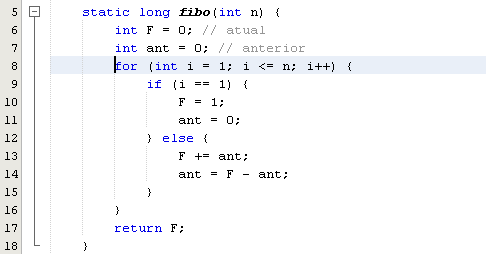 5 static long fibo(int n) {
6 int F = 0; // atual
7 int ant = 0; // anterior
8 for (int i = 1; i <= n; i++) {
9 if (i == 1) {
10 F = 1;
11 ant = 0;
12 } else {
13 F += ant;
14 ant = F - ant;
15 }
16 }
17 return F;
18 }